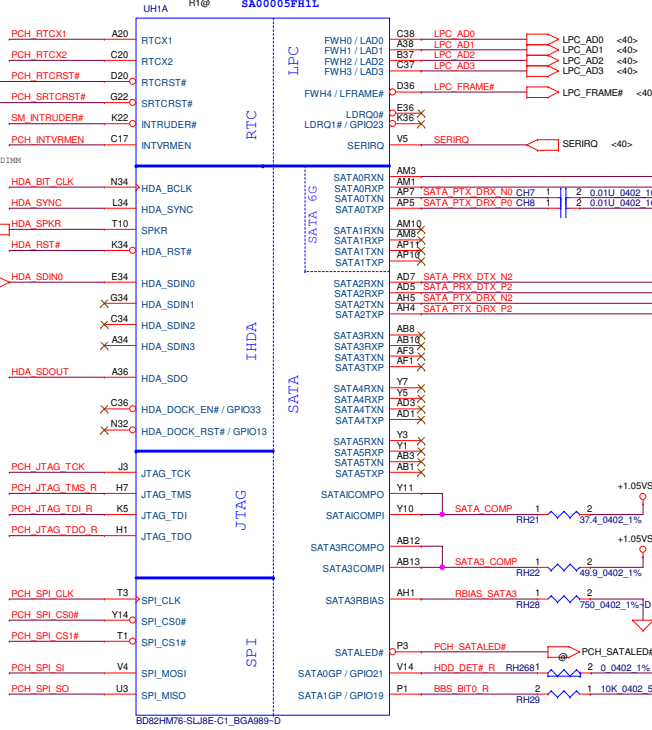 UH1A R1@ SA00005FH1L
PCH_RTCX1 A20 RTCX1 FWH0 / LAD0 C38 LPC_AD0 LPC_AD0 <40>
FWH1 / LAD1 A38 LPC_AD1 LPC_AD1 <40>
PCH_RTCX2 C20 RTCX2 FWH2 / LAD2 B37 LPC_AD2 LPC_AD2 <40>
FWH3 / LAD3 C37 LPC_AD3 LPC_AD3 <40>
PCH_RTCRST# D20 RTCRST#
LPC
FWH4 / LFRAME# D36 LPC_FRAME# LPC_FRAME# <40
PCH_SRTCRST# G22 SRTCRST#
LDRQ0# E36
SM_INTRUDER# K22 INTRUDER# LDRQ1# / GPIO23 K36
RTC
PCH_INTVRMEN C17 INTVRMEN SERIRQ V5 SERIRQ SERIRQ <40>
DIMM
SATA0RXN AM3
HDA_BIT_CLK N34 HDA_BCLK SATA0RXP AM1
SATA0TXN AP7 SATA_PTX_DRX_N0 CH7 1 2 0.01U_0402_16
HDA_SYNC L34 HDA_SYNC SATA0TXP AP5 SATA_PTX_DRX_P0 CH8 1 2 0.01U_0402_16
SATA 6G
HDA_SPKR T10 SPKR SATA1RXN AM10
SATA1RXP AM8
HDA_RST# K34 HDA_RST# SATA1TXN AP11
SATA1TXP AP10
HDA_SDIN0 E34 HDA_SDIN0 SATA2RXN AD7 SATA_PRX_DTX_N2
SATA2RXP AD5 SATA_PRX_DTX_P2
G34 HDA_SDIN1 SATA2TXN AH5 SATA_PTX_DRX_N2
SATA2TXP AH4 SATA_PTX_DRX_P2
C34 HDA_SDIN2
SATA3RXN AB8
A34 HDA_SDIN3 SATA3RXP AB10
IHDA
SATA3TXN AF3
SATA3TXP AF1
HDA_SDOUT A36 HDA_SDO
SATA
SATA4RXN Y7
SATA4RXP Y5
C36 HDA_DOCK_EN# / GPIO33 SATA4TXN AD3
SATA4TXP AD1
N32 HDA_DOCK_RST# / GPIO13
SATA5RXN Y3
SATA5RXP Y1
SATA5TXN AB3
PCH_JTAG_TCK J3 JTAG_TCK SATA5TXP AB1
PCH_JTAG_TMS_R H7 JTAG_TMS SATAICOMPO Y11 +1.05VS
JTAG
PCH_JTAG_TDI_R K5 JTAG_TDI SATAICOMPI Y10 SATA_COMP RH21 1 2 37.4_0402_1%
PCH_JTAG_TDO_R H1 JTAG_TDO
SATA3RCOMPO AB12 +1.05VS
SATA3COMPI AB13 SATA3_COMP RH22 1 2 49.9_0402_1%
PCH_SPI_CLK T3 SPI_CLK SATA3RBIAS AH1 RBIAS_SATA3 RH28 1 2 750_0402_1%~D
PCH_SPI_CS0# Y14 SPI_CS0#
PCH_SPI_CS1# T1 SPI_CS1#
SPI
SATALED# P3 PCH_SATALED# PCH_SATALED#
@
PCH_SPI_SI V4 SPI_MOSI SATA0GP / GPIO21 V14 HDD_DET#_R RH268 1 2 0_0402_1%
PCH_SPI_SO U3 SPI_MISO SATA1GP / GPIO19 P1 BBS_BIT0_R RH29 2 1 10K_0402_5
BD82HM76-SLJ8E-C1_BGA989~D